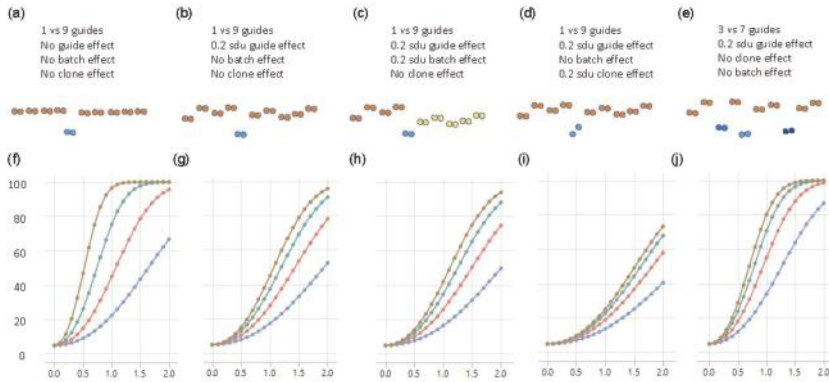 (a)
1 vs 9 guides
No guide effect
No batch effect
No clone effect
(b)
1 vs 9 guides
0.2 sdu guide effect
No batch effect
No clone effect
(c)
1 vs 9 guides
0.2 sdu guide effect
0.2 sdu batch effect
No clone effect
(d)
1 vs 9 guides
0.2 sdu guide effect
No batch effect
0.2 sdu clone effect
(e)
3 vs 7 guides
0.2 sdu guide effect
No clone effect
No batch effect
(f)
100
80
60
40
20
0
0.0 0.5 1.0 1.5 2.0
(g)
0.0 0.5 1.0 1.5 2.0
(h)
0.0 0.5 1.0 1.5 2.0
(i)
0.0 0.5 1.0 1.5 2.0
(j)
0.0 0.5 1.0 1.5 2.0